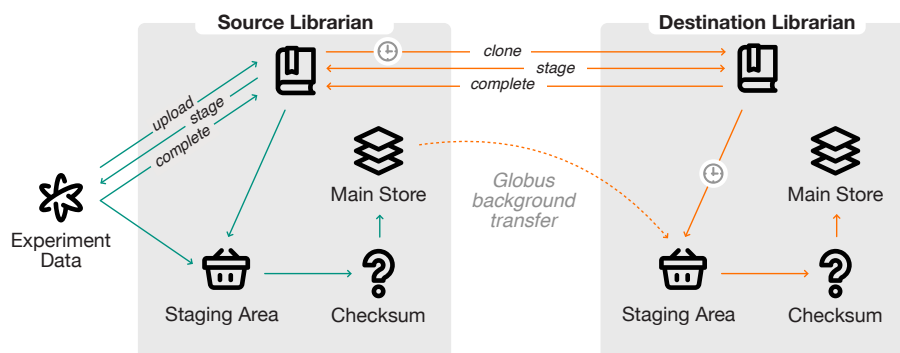 Source Librarian
Destination Librarian
clone
stage
complete
upload
stage
complete
Main Store
Main Store
Globus
background
transfer
Experiment
Data
Staging Area
Checksum
Staging Area
Checksum